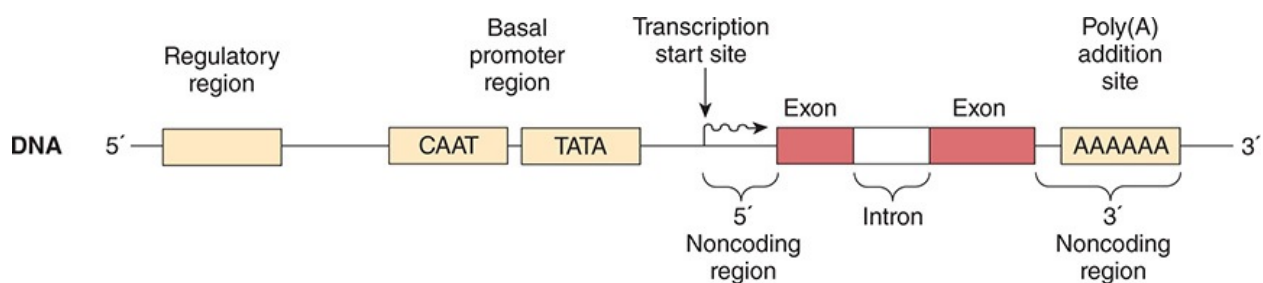 Regulatory
region
Basal
promoter
region
Transcription
start site
Poly(A)
addition
site
Exon
Exon
DNA
5´
CAAT
TATA
AAAAAA
3´
5´
Noncoding
region
Intron
3´
Noncoding
region